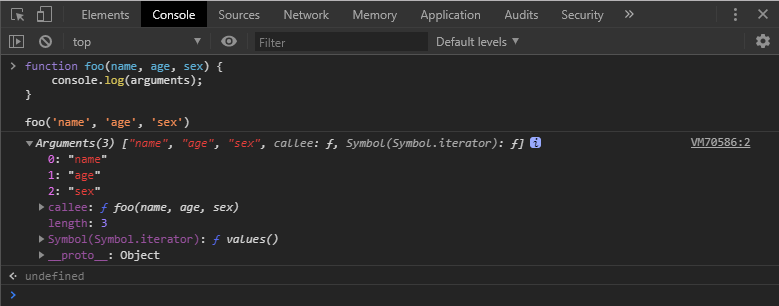 Elements Console Sources Network Memory Application Audits Security »
top Filter Default levels
function foo(name, age, sex) {
    console.log(arguments);
}
foo('name', 'age', 'sex')
Arguments(3) ["name", "age", "sex", callee: ƒ, Symbol(Symbol.iterator): ƒ] i VM70586:2
0: "name"
1: "age"
2: "sex"
callee: ƒ foo(name, age, sex)
length: 3
Symbol(Symbol.iterator): ƒ values()
__proto__: Object
undefined